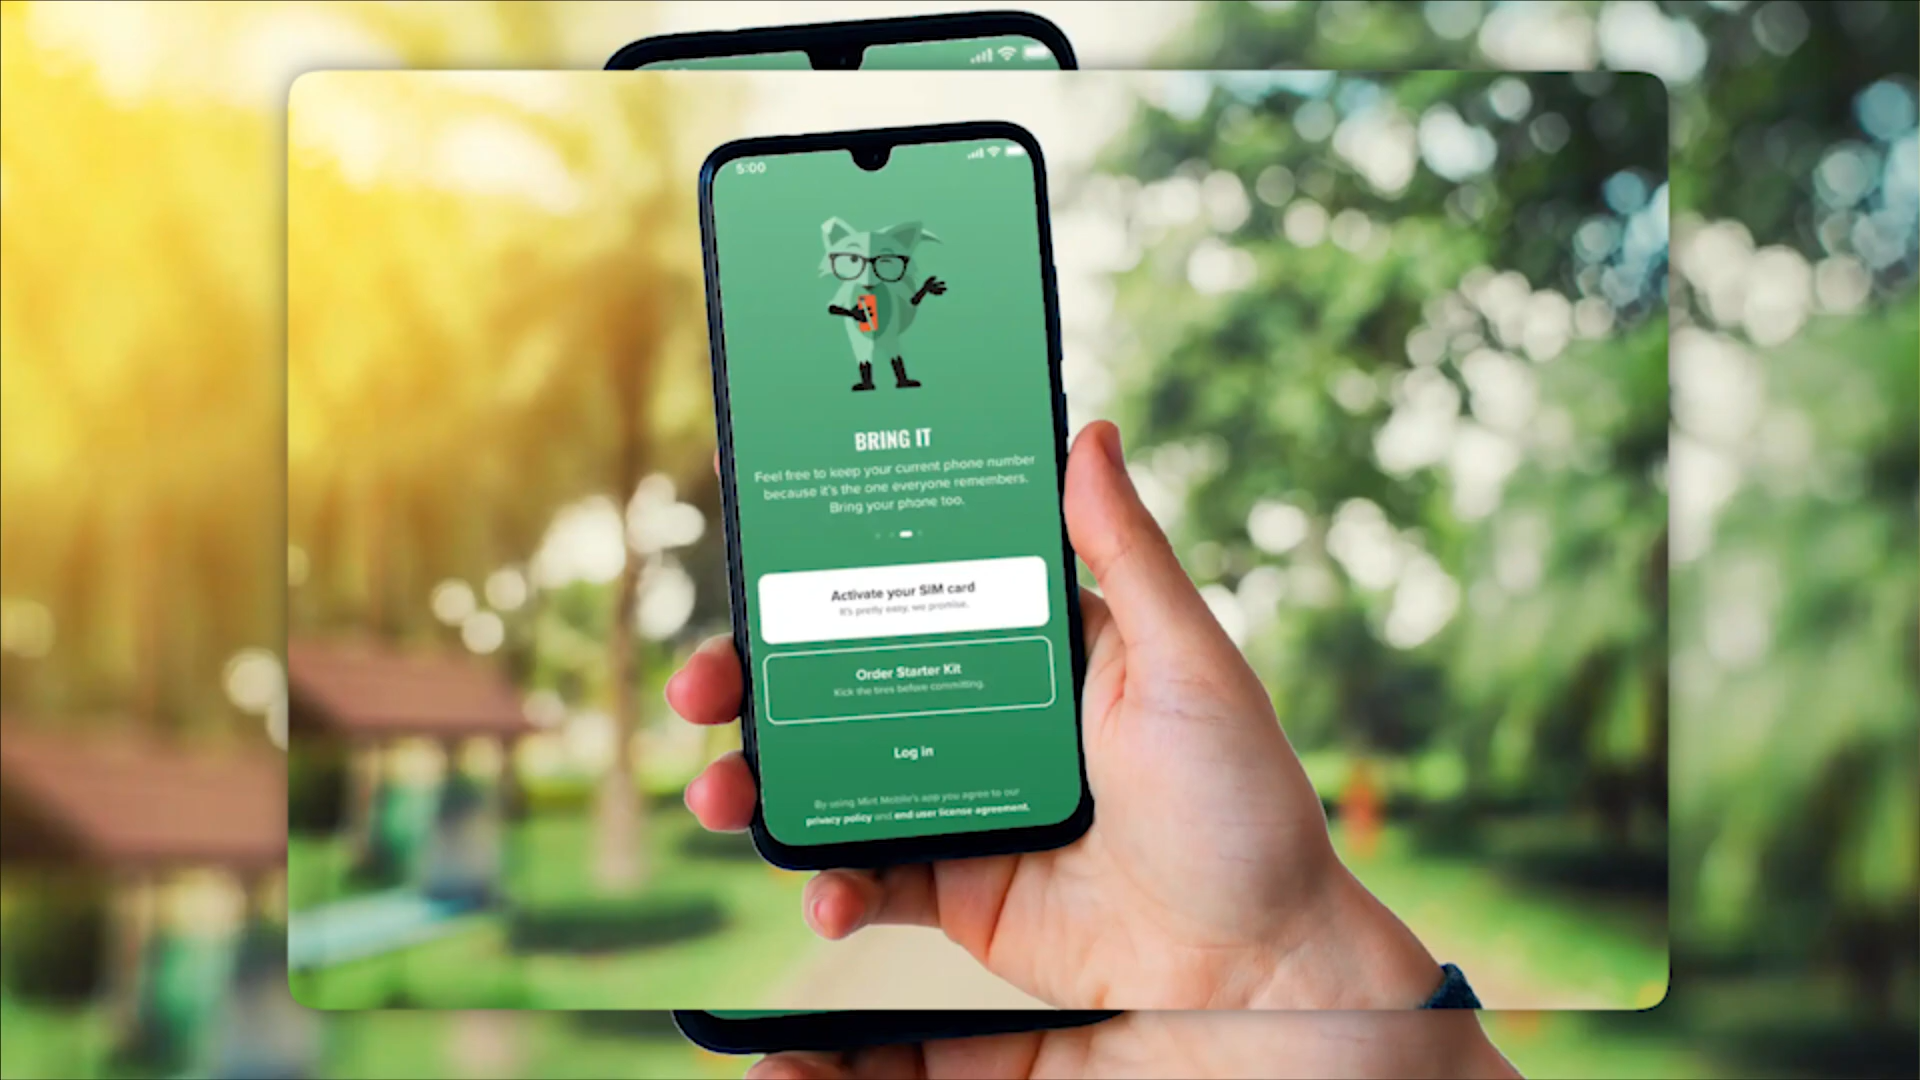 5:00
BRING IT
Feel free to keep your current phone number
because it's the one everyone remembers.
Bring your phone too.
Activate your SIM card
It's pretty easy, we promise.
Order Starter Kit
Kick the tires before committing.
Log in
By using Mint Mobile's app you agree to our
privacy policy and end user license agreement.